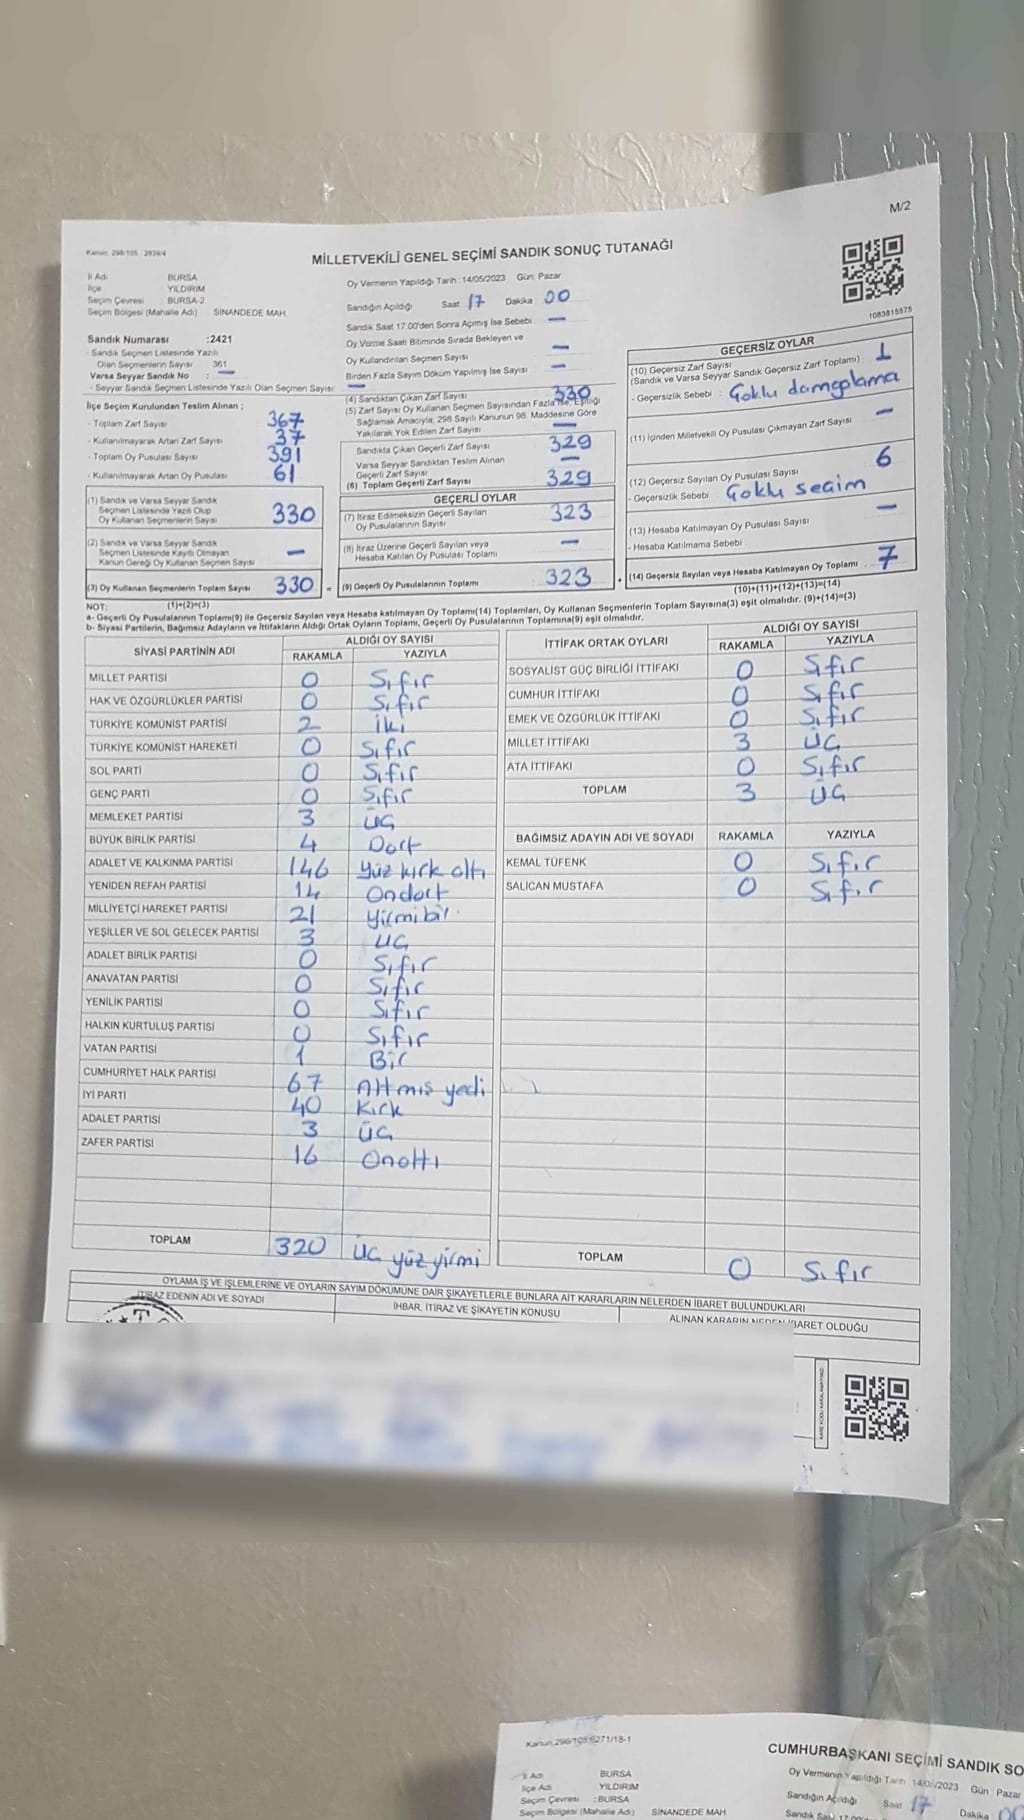 M/2
Kanun: 298/105 2839/4
MİLLETVEKİLİ GENEL SEÇİMİ SANDIK SONUÇ TUTANAĞI
1083815575
İl Adı BURSA
İlçe YILDIRIM
Seçim Çevresi BURSA-2
Seçim Bölgesi (Mahalle Adı) SİNANDEDE MAH.
Oy Vermenin Yapıldığı Tarih :14/05/2023 Gün: Pazar
Sandığın Açıldığı Saat 17 Dakika 00
Sandık Saat 17.00'den Sonra Açımış İse Sebebi : —
Oy Verme Saati Bitiminde Sırada Bekleyen ve
Oy Kullandırılan Seçmen Sayısı —
Birden Fazla Sayım Döküm Yapılmış İse Sayısı —
Sandık Numarası :2421
- Sandık Seçmen Listesinde Yazılı
Olan Seçmenlerin Sayısı 361
Varsa Seyyar Sandık No : —
- Seyyar Sandık Seçmen Listesinde Yazılı Olan Seçmen Sayısı: —
İlçe Seçim Kurulundan Teslim Alınan ;
- Toplam Zarf Sayısı 367
- Kullanılmayarak Artan Zarf Sayısı 37
- Toplam Oy Pusulası Sayısı 391
- Kullanılmayarak Artan Oy Pusulası 61
(1) Sandık ve Varsa Seyyar Sandık
Seçmen Listesinde Yazılı Olup
Oy Kullanan Seçmenlerin Sayısı 330
(2) Sandık ve Varsa Seyyar Sandık
Seçmen Listesinde Kayıtlı Olmayan
Kanun Gereği Oy Kullanan Seçmen Sayısı —
(3) Oy Kullanan Seçmenlerin Toplam Sayısı 330 =
(1)+(2)=(3)
(4) Sandıktan Çıkan Zarf Sayısı 330
(5) Zarf Sayısı Oy Kullanan Seçmen Sayısından Fazla İse, Eşitliği
Sağlamak Amacıyla; 298 Sayılı Kanunun 98. Maddesine Göre
Yakılarak Yok Edilen Zarf Sayısı —
Sandıkta Çıkan Geçerli Zarf Sayısı 329
Varsa Seyyar Sandıktan Teslim Alınan
Geçerli Zarf Sayısı —
(6) Toplam Geçerli Zarf Sayısı 329
GEÇERLİ OYLAR
(7) İtiraz Edilmeksizin Geçerli Sayılan
Oy Pusulalarının Sayısı 323
(8) İtiraz Üzerine Geçerli Sayılan veya
Hesaba Katılan Oy Pusulası Toplamı —
(9) Geçerli Oy Pusulalarının Toplamı 323 +
GEÇERSİZ OYLAR
(10) Geçersiz Zarf Sayısı
(Sandık ve Varsa Seyyar Sandık Geçersiz Zarf Toplamı) : 1
- Geçersizlik Sebebi : Çoklu damgalama
(11) İçinden Milletvekili Oy Pusulası Çıkmayan Zarf Sayısı —
(12) Geçersiz Sayılan Oy Pusulası Sayısı 6
- Geçersizlik Sebebi : Çoklu seçim
(13) Hesaba Katılmayan Oy Pusulası Sayısı —
- Hesaba Katılmama Sebebi :
(14) Geçersiz Sayılan veya Hesaba Katılmayan Oy Toplamı : 7
(10)+(11)+(12)+(13)=(14)
NOT:
a- Geçerli Oy Pusulalarının Toplamı(9) ile Geçersiz Sayılan veya Hesaba katılmayan Oy Toplamı(14) Toplamları, Oy Kullanan Seçmenlerin Toplam Sayısına(3) eşit olmalıdır. (9)+(14)=(3)
b- Siyasi Partilerin, Bağımsız Adayların ve İttifakların Aldığı Ortak Oyların Toplamı, Geçerli Oy Pusulalarının Toplamına(9) eşit olmalıdır.
SİYASİ PARTİNİN ADI ALDIĞI OY SAYISI
RAKAMLA YAZIYLA
MİLLET PARTİSİ 0 Sıfır
HAK VE ÖZGÜRLÜKLER PARTİSİ 0 Sıfır
TÜRKİYE KOMÜNİST PARTİSİ 2 İki
TÜRKİYE KOMÜNİST HAREKETİ 0 Sıfır
SOL PARTİ 0 Sıfır
GENÇ PARTİ 0 Sıfır
MEMLEKET PARTİSİ 3 üç
BÜYÜK BİRLİK PARTİSİ 4 Dört
ADALET VE KALKINMA PARTİSİ 146 Yüz kırk altı
YENİDEN REFAH PARTİSİ 14 Ondört
MİLLİYETÇİ HAREKET PARTİSİ 21 Yirmibir
YEŞİLLER VE SOL GELECEK PARTİSİ 3 üç
ADALET BİRLİK PARTİSİ 0 Sıfır
ANAVATAN PARTİSİ 0 Sıfır
YENİLİK PARTİSİ 0 Sıfır
HALKIN KURTULUŞ PARTİSİ 0 Sıfır
VATAN PARTİSİ 1 Bir
CUMHURİYET HALK PARTİSİ 67 Altmış yedi
İYİ PARTİ 40 Kırk
ADALET PARTİSİ 3 üç
ZAFER PARTİSİ 16 Onaltı
TOPLAM 320 üç yüz yirmi
İTTİFAK ORTAK OYLARI ALDIĞI OY SAYISI
RAKAMLA YAZIYLA
SOSYALİST GÜÇ BİRLİĞİ İTTİFAKI 0 Sıfır
CUMHUR İTTİFAKI 0 Sıfır
EMEK VE ÖZGÜRLÜK İTTİFAKI 0 Sıfır
MİLLET İTTİFAKI 3 üç
ATA İTTİFAKI 0 Sıfır
TOPLAM 3 üç
BAĞIMSIZ ADAYIN ADI VE SOYADI RAKAMLA YAZIYLA
KEMAL TÜFENK 0 Sıfır
SALİCAN MUSTAFA 0 Sıfır
TOPLAM 0 Sıfır
OYLAMA İŞ VE İŞLEMLERİNE VE OYLARIN SAYIM DÖKÜMÜNE DAİR ŞİKAYETLERLE BUNLARA AİT KARARLARIN NELERDEN İBARET BULUNDUKLARI
İTİRAZ EDENİN ADI VE SOYADI İHBAR, İTİRAZ VE ŞİKAYETİN KONUSU ALINAN KARARIN NEDEN İBARET OLDUĞU
Kanun:298/105;6271/18-1
CUMHURBAŞKANI SEÇİMİ SANDIK SO
İl Adı BURSA
İlçe Adı YILDIRIM
Seçim Çevresi :BURSA
Seçim Bölgesi (Mahalle Adı) SİNANDEDE MAH
Oy Vermenin Yapıldığı Tarih 14/05/2023 Gün: Pazar
Sandığın Açıldığı Saat 17 Dakika 00